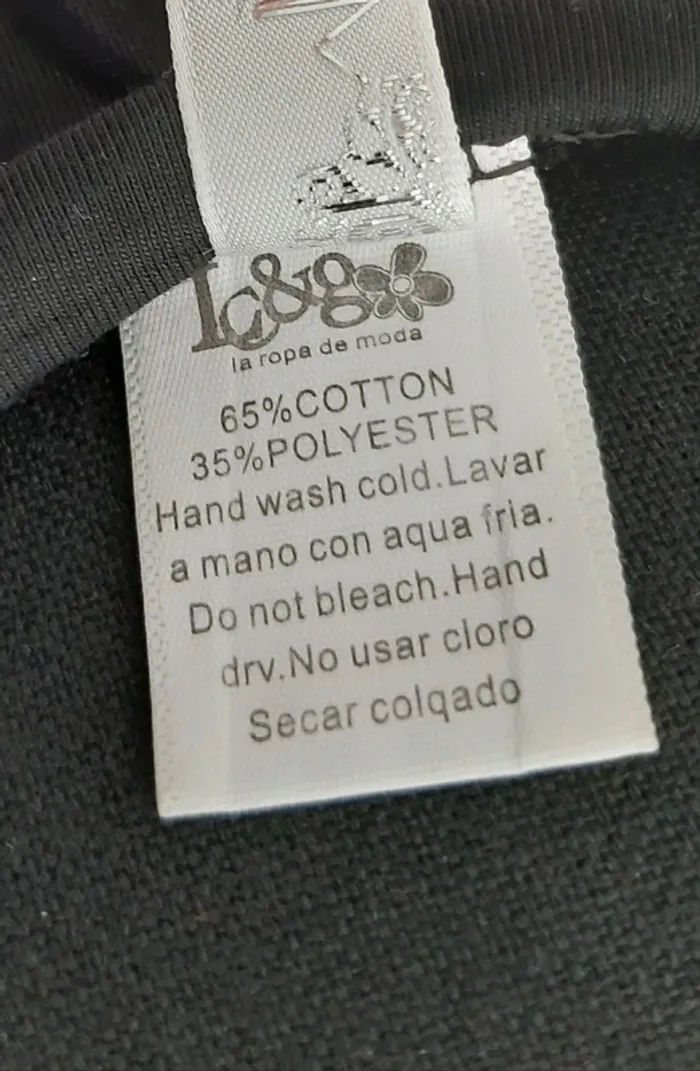 Lc&g
la ropa de moda
65%COTTON
35%POLYESTER
Hand wash cold.Lavar
a mano con aqua fria.
Do not bleach.Hand
drv.No usar cloro
Secar colqado